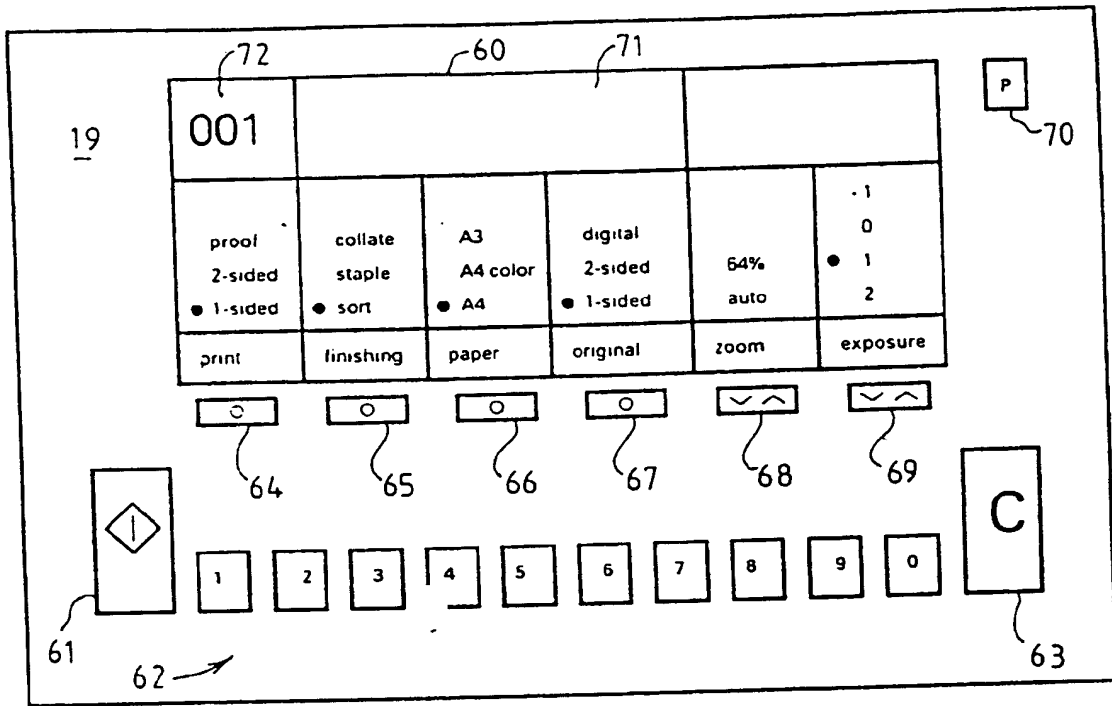 72
60
71
P
19
001
70
proof
2-sided
1-sided
collate
staple
sort
A3
A4 color
A4
digital
2-sided
1-sided
64%
auto
- 1
0
1
2
print
finishing
paper
original
zoom
exposure
64
65
66
67
68
69
C
1
2
3
4
5
6
7
8
9
0
61
62
63